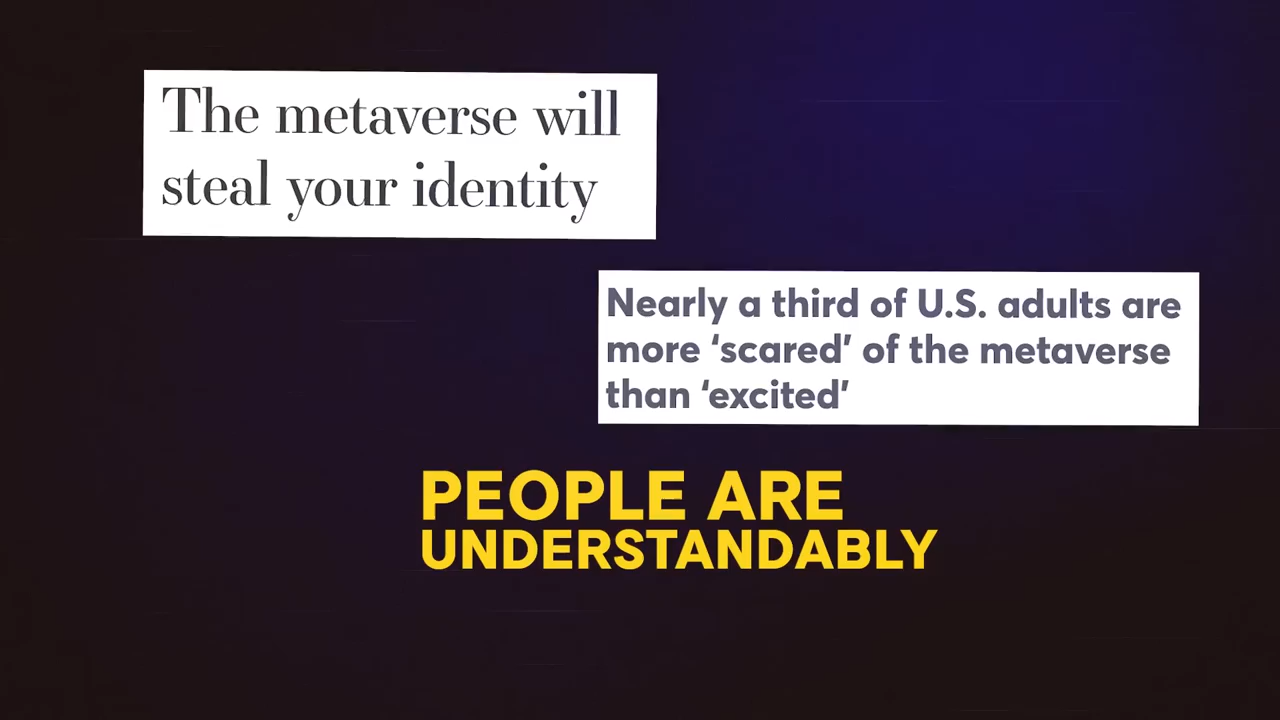 The metaverse will
steal your identity
Nearly a third of U.S. adults are
more ‘scared’ of the metaverse
than ‘excited’
PEOPLE ARE
UNDERSTANDABLY